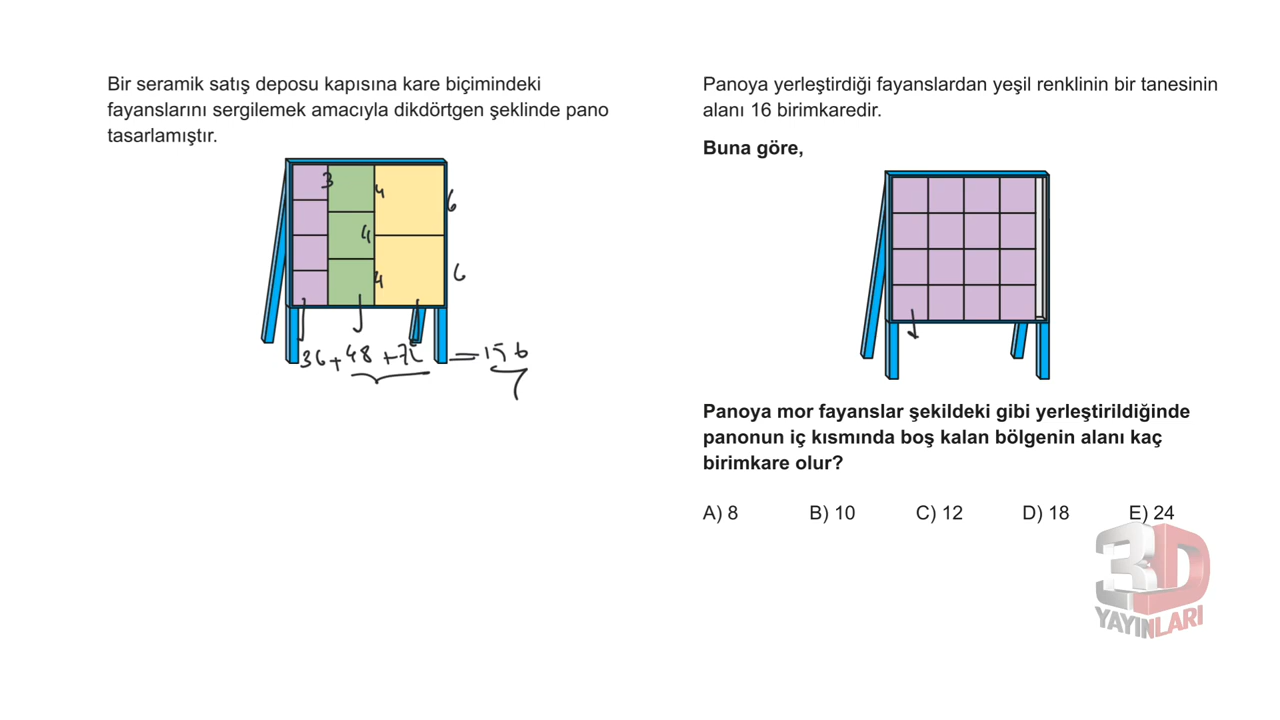 Bir seramik satış deposu kapısına kare biçimindeki
fayanslarını sergilemek amacıyla dikdörtgen şeklinde pano
tasarlamıştır.
3
4
6
4
6
4
36+48+72=156
Panoya yerleştirdiği fayanslardan yeşil renklinin bir tanesinin
alanı 16 birimkaredir.
Buna göre,
Panoya mor fayanslar şekildeki gibi yerleştirildiğinde
panonun iç kısmında boş kalan bölgenin alanı kaç
birimkare olur?
A) 8 B) 10 C) 12 D) 18 E) 24
3D
YAYINLARI